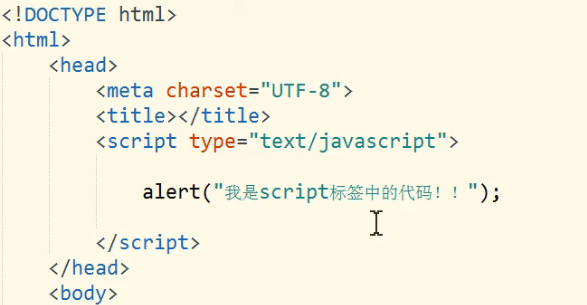 <!DOCTYPE html>
<html>
<head>
<meta charset="UTF-8">
<title></title>
<script type="text/javascript">
alert("我是script标签中的代码！！");
</script>
</head>
<body>